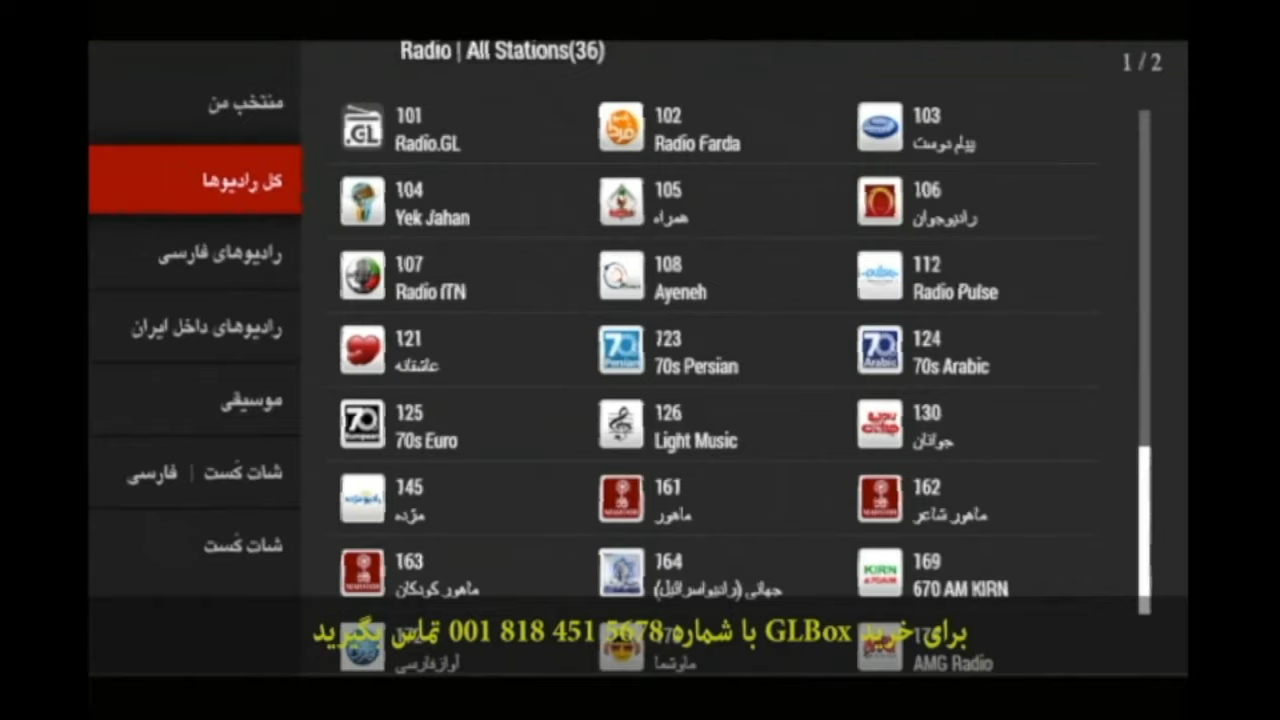 Radio | All Stations(36)
1 / 2
منتخب من
کل رادیوها
رادیوهای فارسی
رادیوهای داخل ایران
موسیقی
شات کَست | فارسی
شات کَست
101
Radio.GL
102
Radio Farda
103
پیام دوست
104
Yek Jahan
105
همراه
106
رادیوجوان
107
Radio ITN
108
Ayeneh
112
Radio Pulse
121
عاشقانه
123
70s Persian
124
70s Arabic
125
70s Euro
126
Light Music
130
جوانان
145
مژده
161
ماهور
162
ماهور شاعر
163
ماهور کودکان
164
جهانی (رادیواسرائیل)
169
670 AM KIRN
آوازفارسی
ماوشما
AMG Radio
برای خرید GLBox با شماره 5678 451 818 001 تماس بگیرید